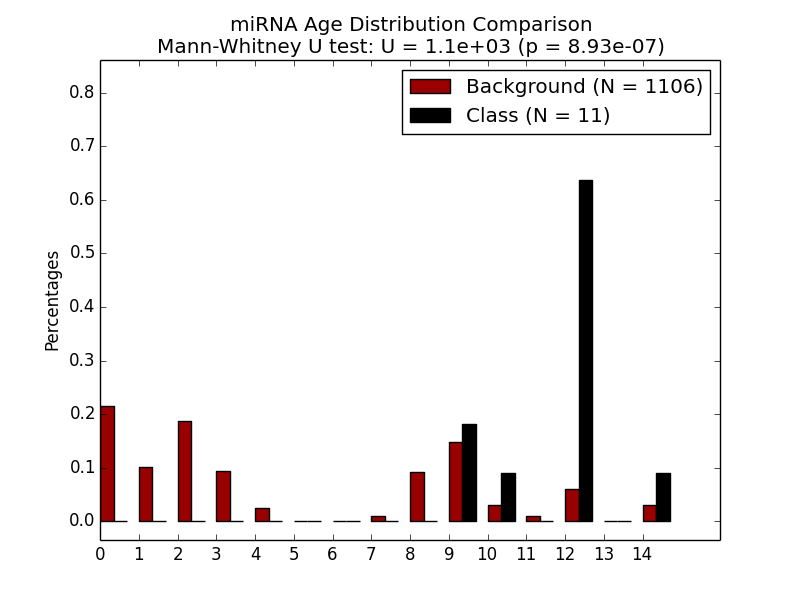 miRNA Age Distribution Comparison
Mann-Whitney U test: U = 1.1e+03 (p = 8.93e-07)
Background (N = 1106)
Class (N = 11)
Percentages
0.8
0.7
0.6
0.5
0.4
0.3
0.2
0.1
0.0
0 1 2 3 4 5 6 7 8 9 10 11 12 13 14